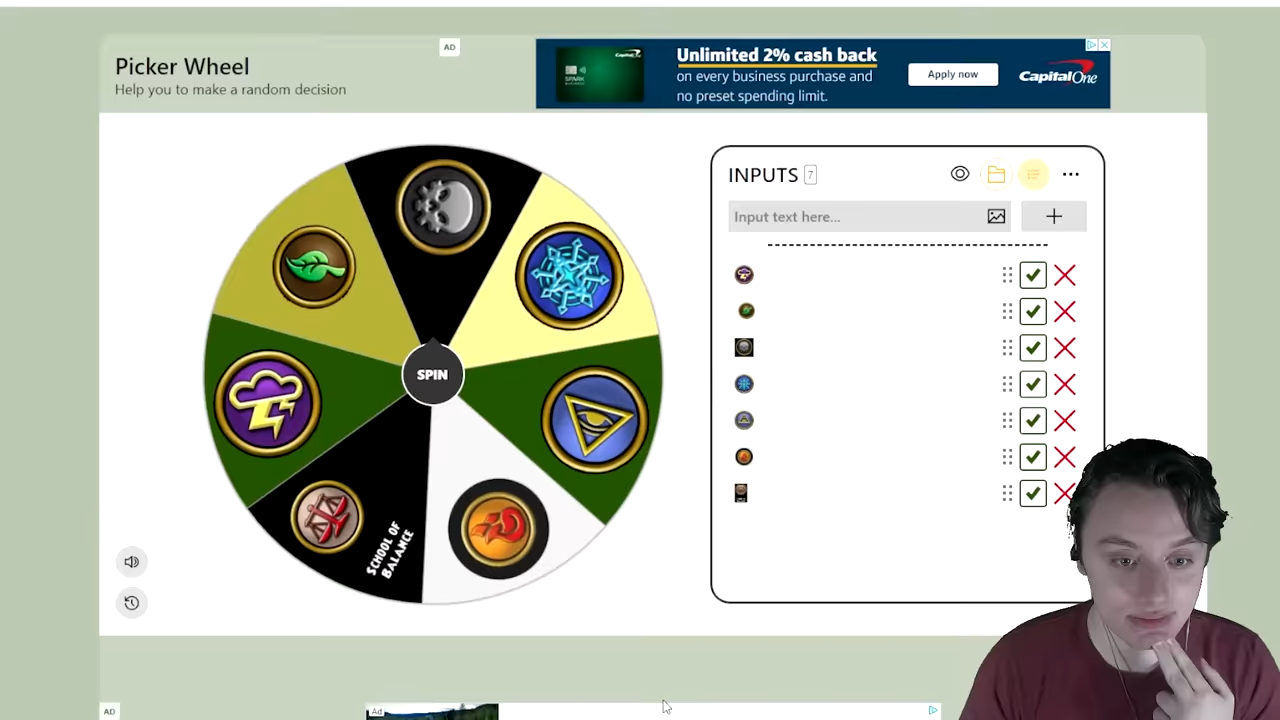 AD
Picker Wheel
Help you to make a random decision
Unlimited 2% cash back
on every business purchase and
no preset spending limit.
Apply now
Capital One
INPUTS 7
Input text here...
SPIN
SCHOOL OF
BALANCE
AD
Ad